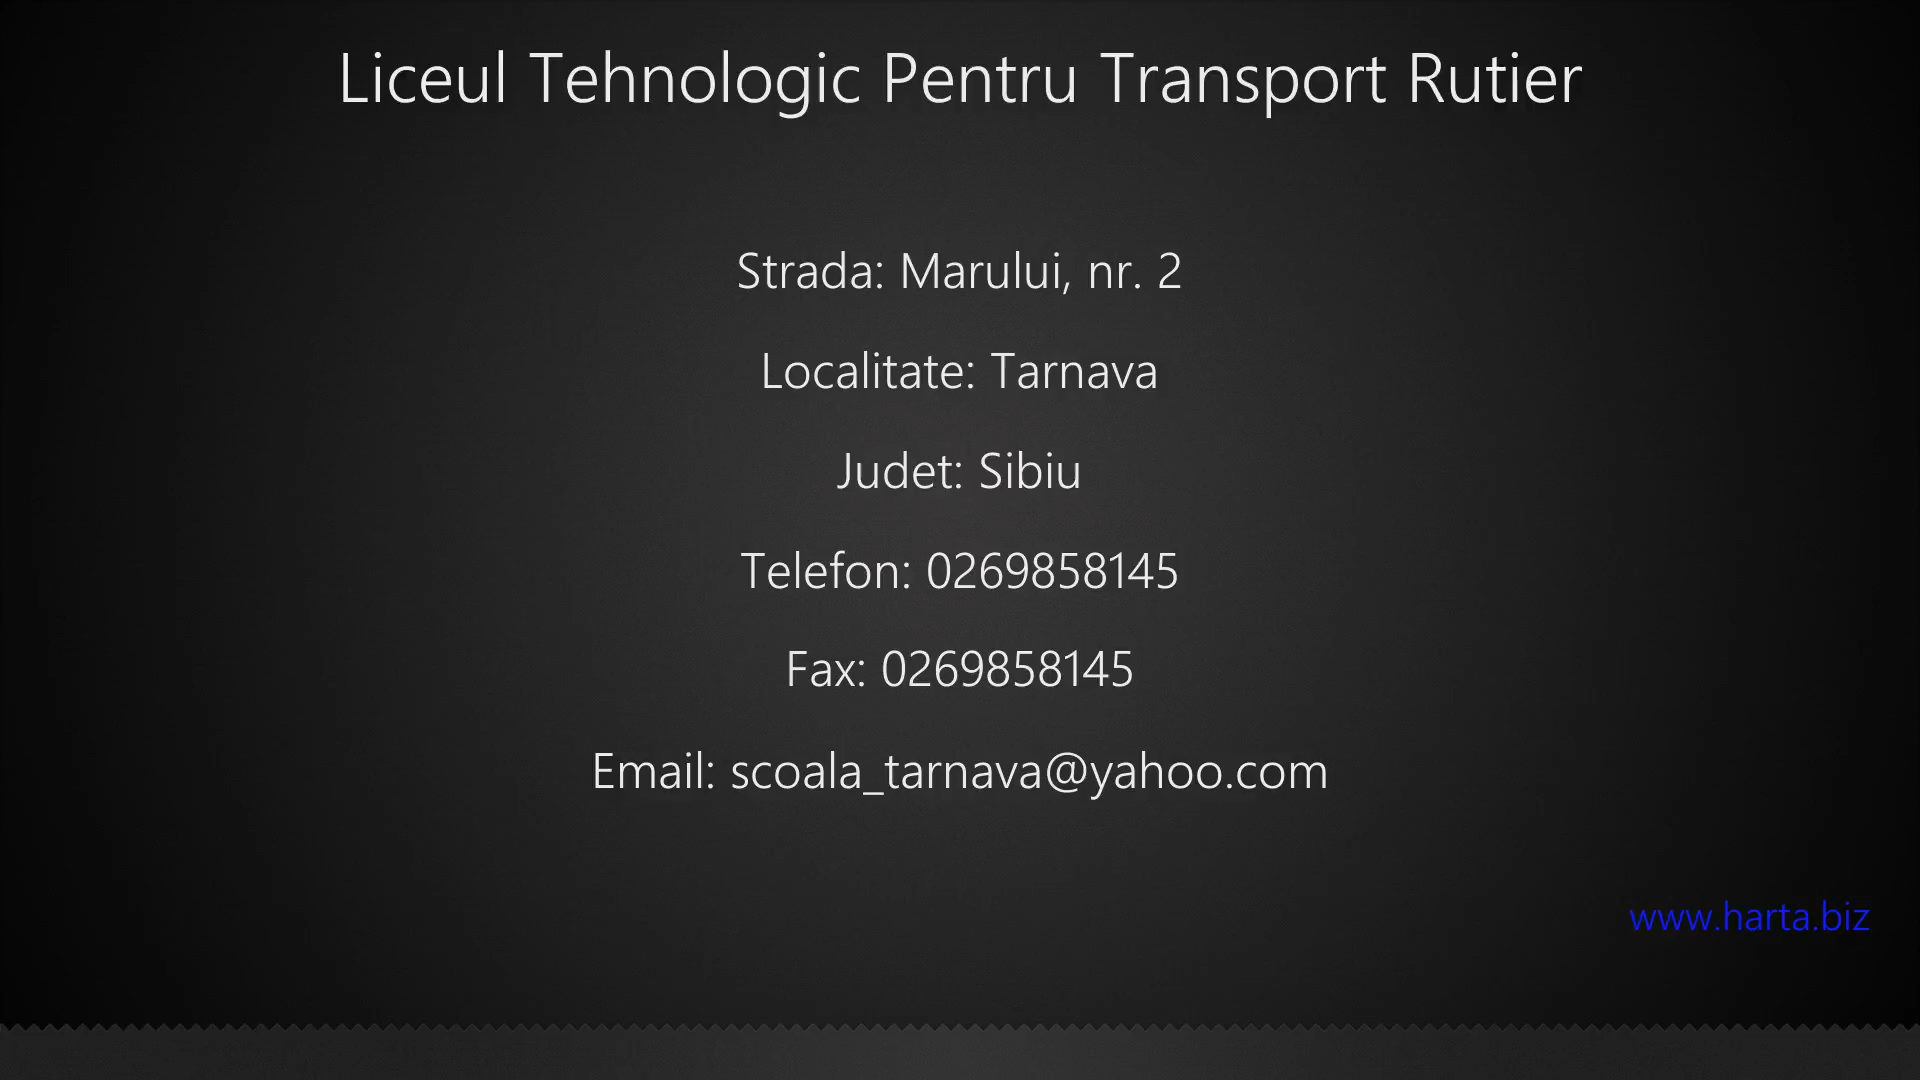 Liceul Tehnologic Pentru Transport Rutier
Strada: Marului, nr. 2
Localitate: Tarnava
Judet: Sibiu
Telefon: 0269858145
Fax: 0269858145
Email: scoala_tarnava@yahoo.com
www.harta.biz